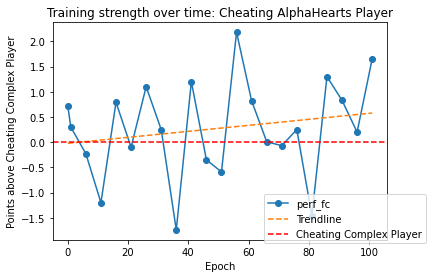 Training strength over time: Cheating AlphaHearts Player
Points above Cheating Complex Player
2.0
1.5
1.0
0.5
0.0
−0.5
−1.0
−1.5
0 20 40 60 80 100
Epoch
perf_fc
Trendline
Cheating Complex Player